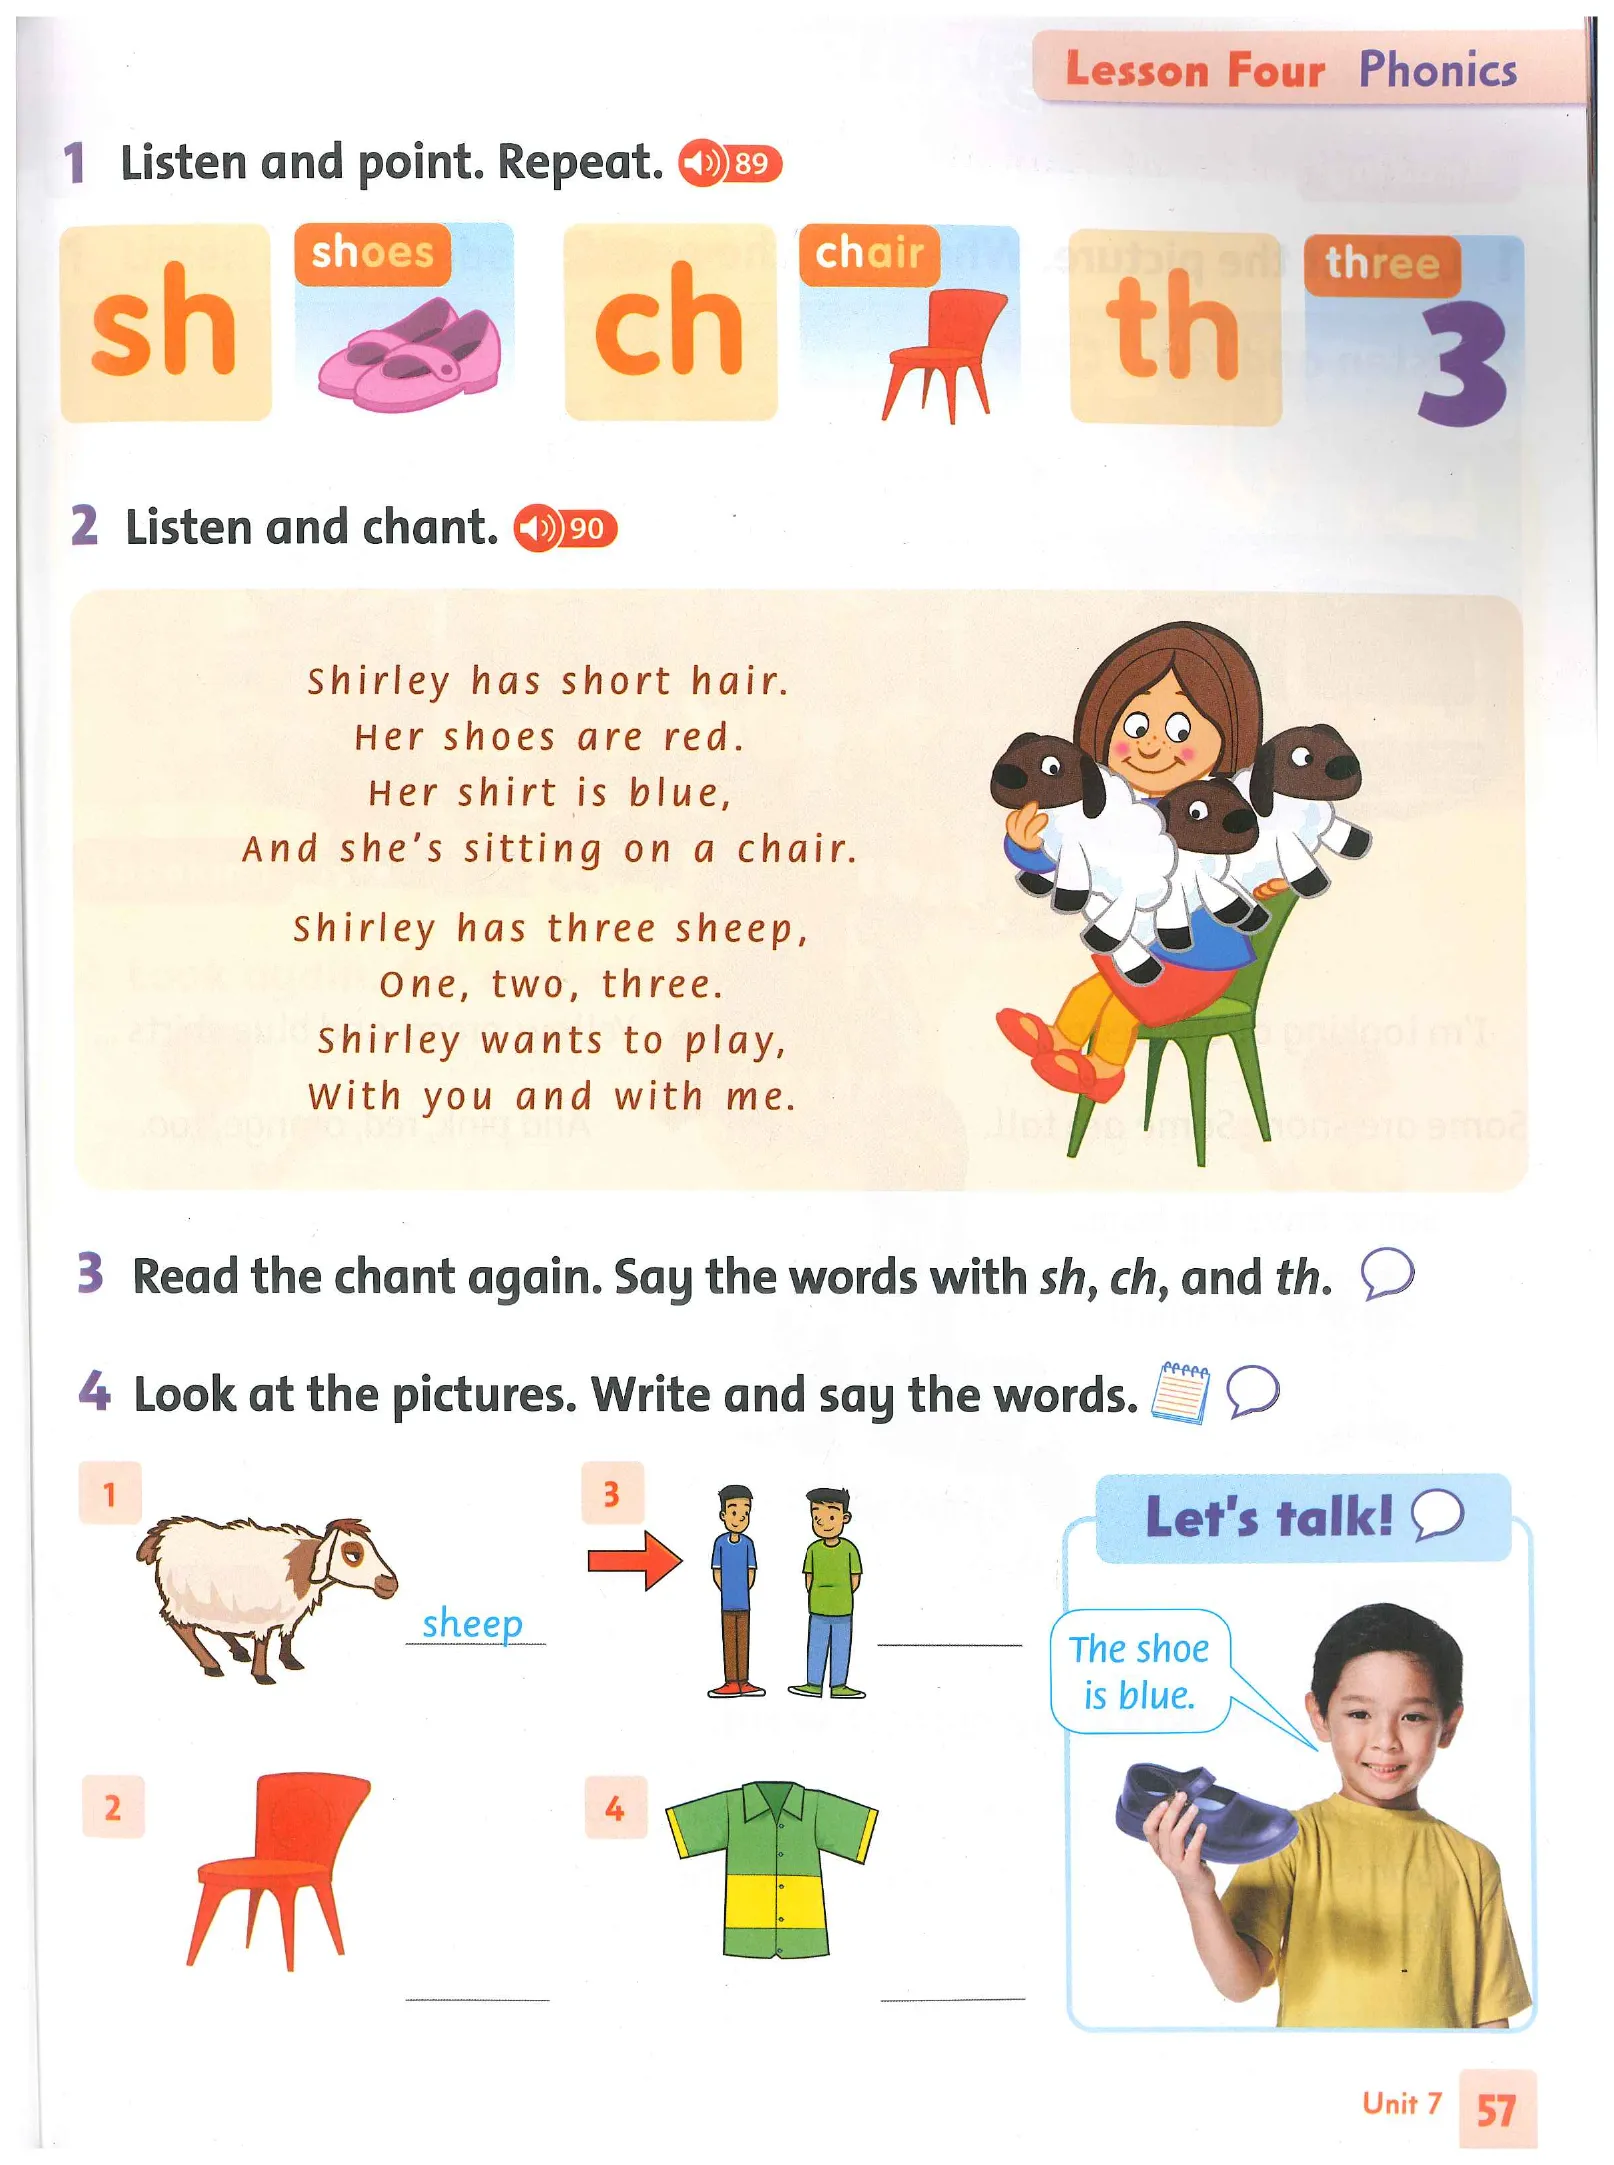 Lesson Four Phonics
1 Listen and point. Repeat. 89
sh
shoes
ch
chair
th
three
3
2 Listen and chant. 90
Shirley has short hair.
Her shoes are red.
Her shirt is blue,
And she's sitting on a chair.
Shirley has three sheep,
One, two, three.
Shirley wants to play,
With you and with me.
3 Read the chant again. Say the words with sh, ch, and th.
4 Look at the pictures. Write and say the words.
1
sheep
3
2
4
Let's talk!
The shoe
is blue.
Unit 7 57